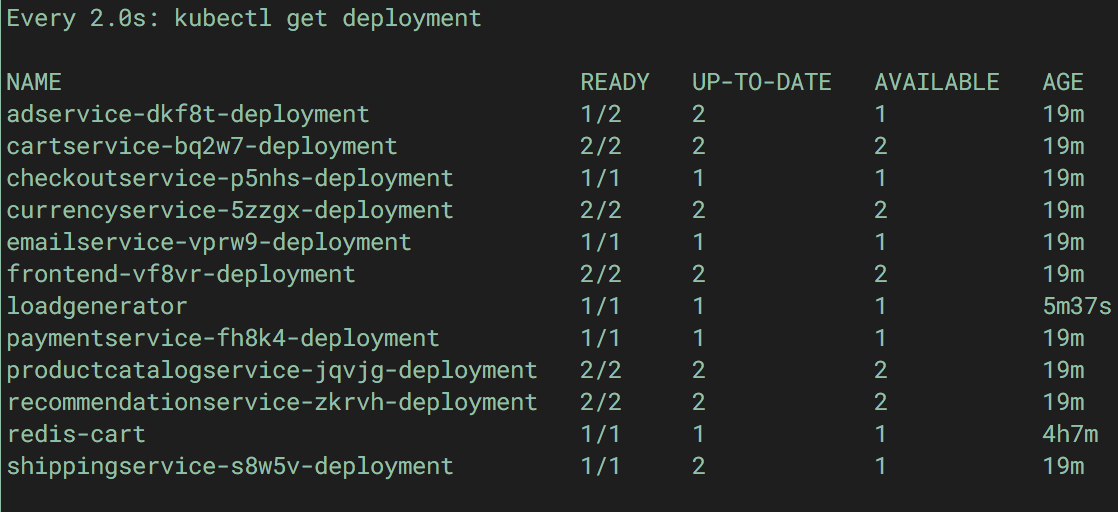 Every 2.0s: kubectl get deployment
NAME READY UP-TO-DATE AVAILABLE AGE
adservice-dkf8t-deployment 1/2 2 1 19m
cartservice-bq2w7-deployment 2/2 2 2 19m
checkoutservice-p5nhs-deployment 1/1 1 1 19m
currencyservice-5zzgx-deployment 2/2 2 2 19m
emailservice-vprw9-deployment 1/1 1 1 19m
frontend-vf8vr-deployment 2/2 2 2 19m
loadgenerator 1/1 1 1 5m37s
paymentservice-fh8k4-deployment 1/1 1 1 19m
productcatalogservice-jqvjg-deployment 2/2 2 2 19m
recommendationservice-zkrvh-deployment 2/2 2 2 19m
redis-cart 1/1 1 1 4h7m
shippingservice-s8w5v-deployment 1/1 2 1 19m